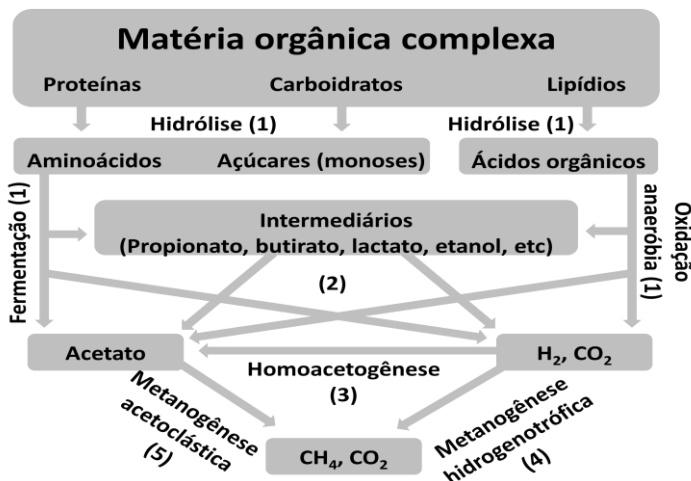 Matéria orgânica complexa
Proteínas Carboidratos Lipídios
Hidrólise (1) Hidrólise (1)
Aminoácidos Açúcares (monoses) Ácidos orgânicos
Fermentação (1)
Oxidação
anaeróbia (1)
Intermediários
(Propionato, butirato, lactato, etanol, etc)
(2)
Acetato H₂, CO₂
Homoacetogênese
(3)
Metanogênese
acetoclástica
(5)
Metanogênese
hidrogenotrófica
(4)
CH₄, CO₂